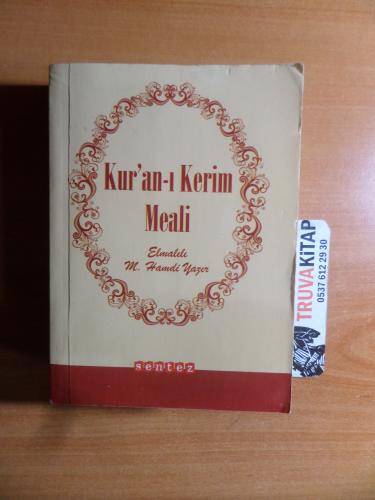 Kur'an-ı Kerim
Meali
Elmalılı
M. Hamdi Yazır
sentez
TRUVAKİTAP
0537 612 29 30